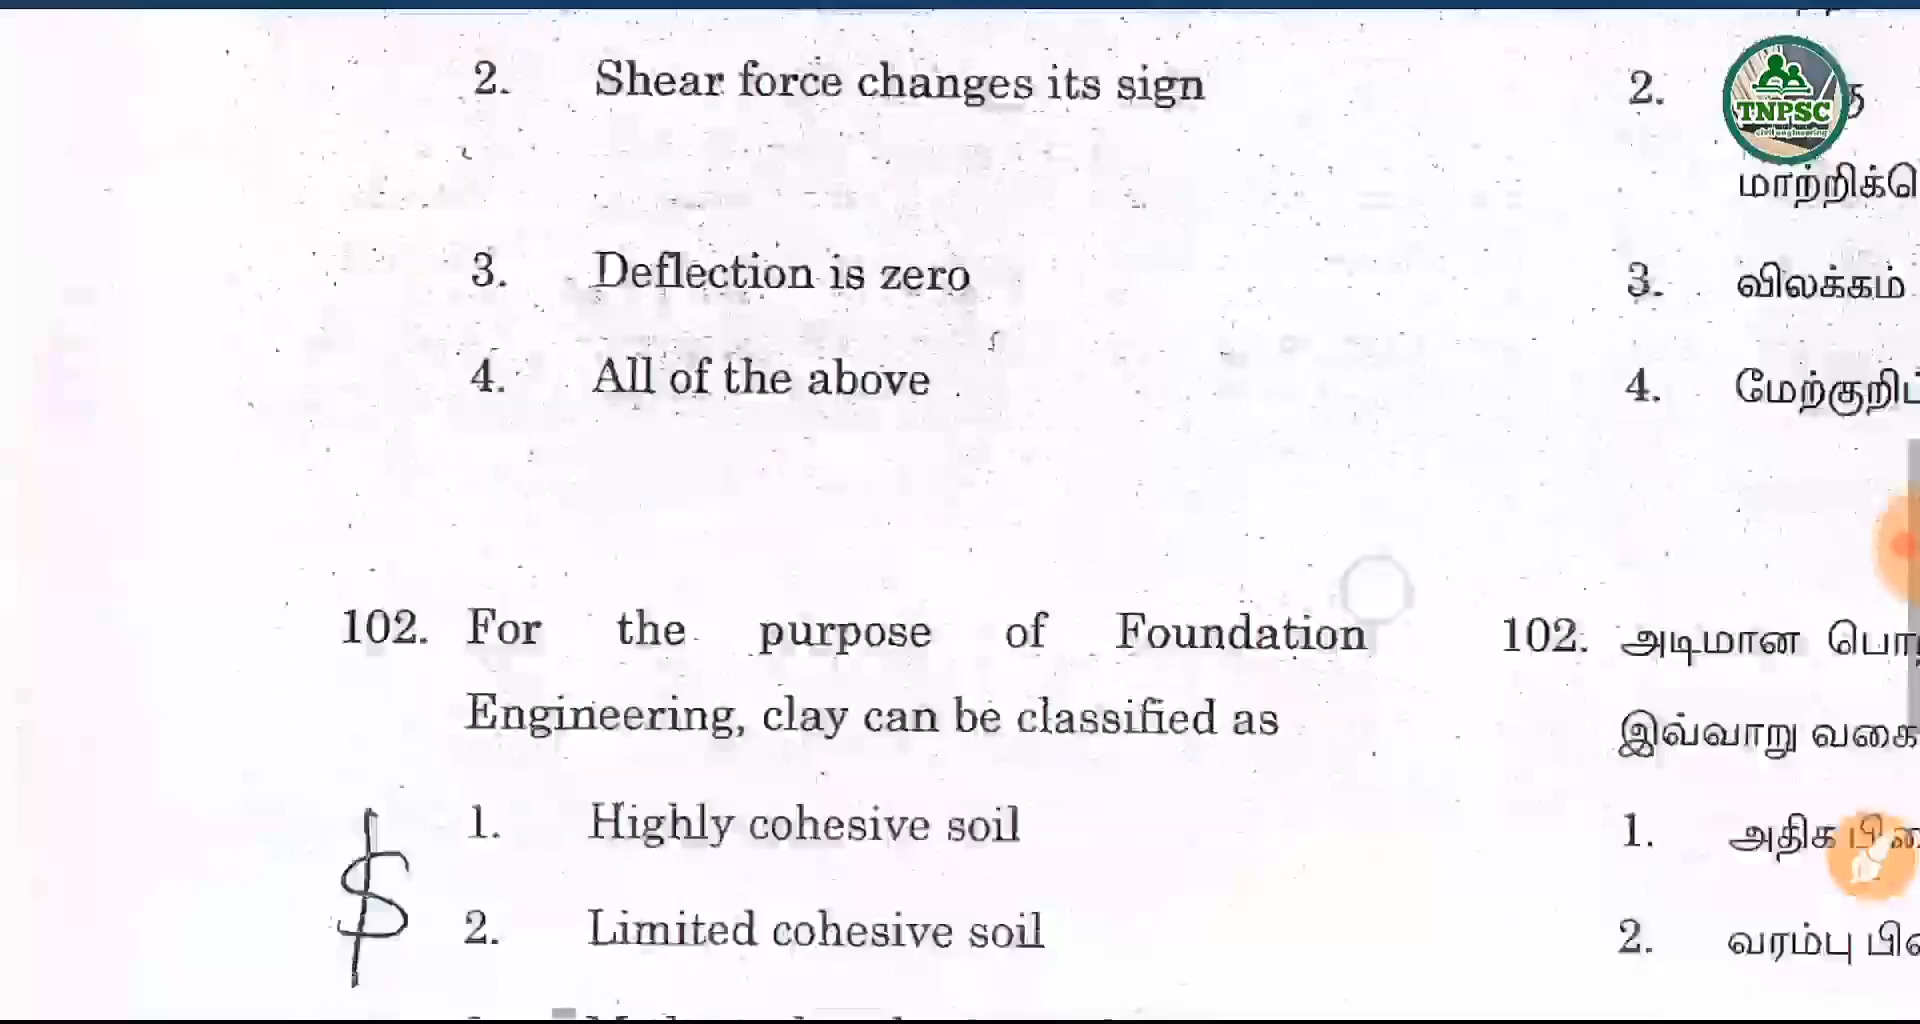 2. Shear force changes its sign
3. Deflection is zero
4. All of the above
102. For the purpose of Foundation
Engineering, clay can be classified as
1. Highly cohesive soil
$
2. Limited cohesive soil
2.
TNPSC
civil engineering
மாற்றிக்
3. விலக்கம்
4. மேற்குறிப்
102. அடிமான
இவ்வாறு வகை
1. அதிக
2. வரம்பு